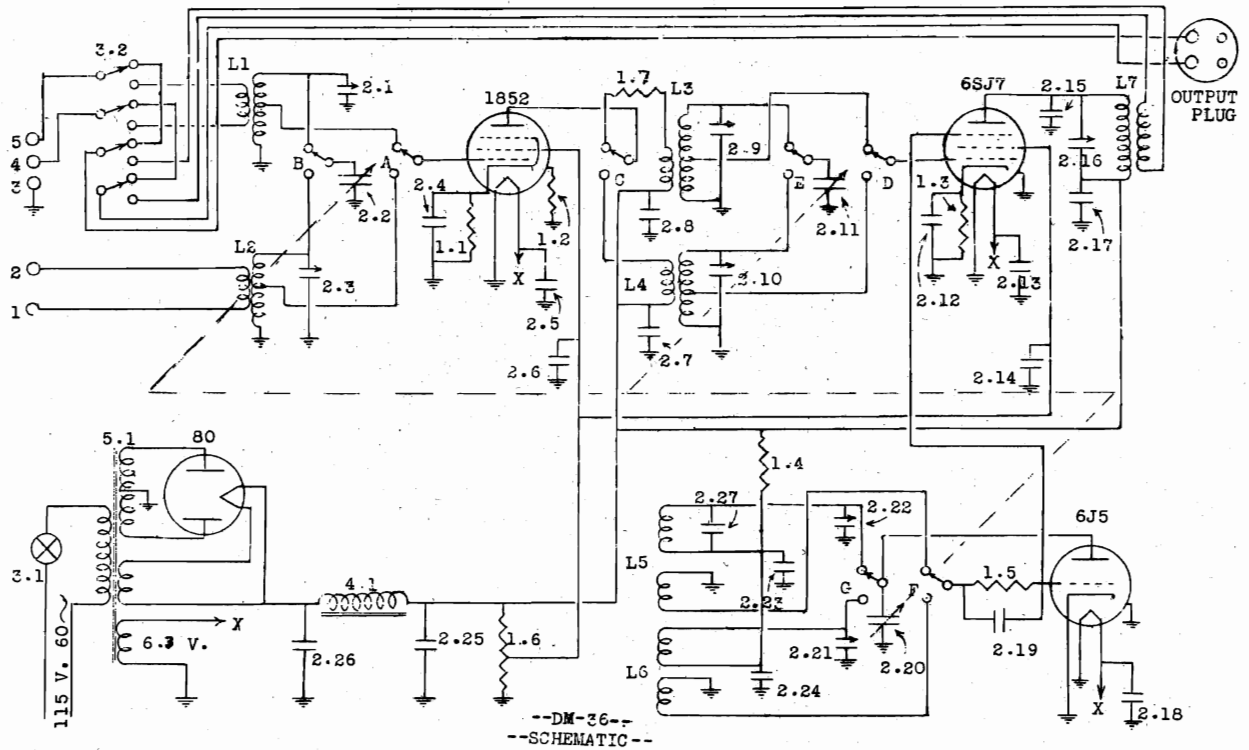 3.2
L1
2.1
1852
1.7
L3
6SJ7
2.15
L7
OUTPUT
PLUG
5
4
3
B
A
2.2
2.4
1.1
1.2
C
2.9
E
D
2.8
2.11
1.3
2.16
2.17
L2
2
1
2.3
X
2.5
2.6
L4
2.10
2.7
2.12
X
2.13
2.14
5.1
80
1.4
3.1
115 V. 60~
6.3 V.
X
4.1
2.26
2.25
1.6
2.27
2.22
6J5
L5
2.23
G
F
1.5
2.21
2.20
2.19
L6
2.24
X
2.18
--DM-36--
--SCHEMATIC--